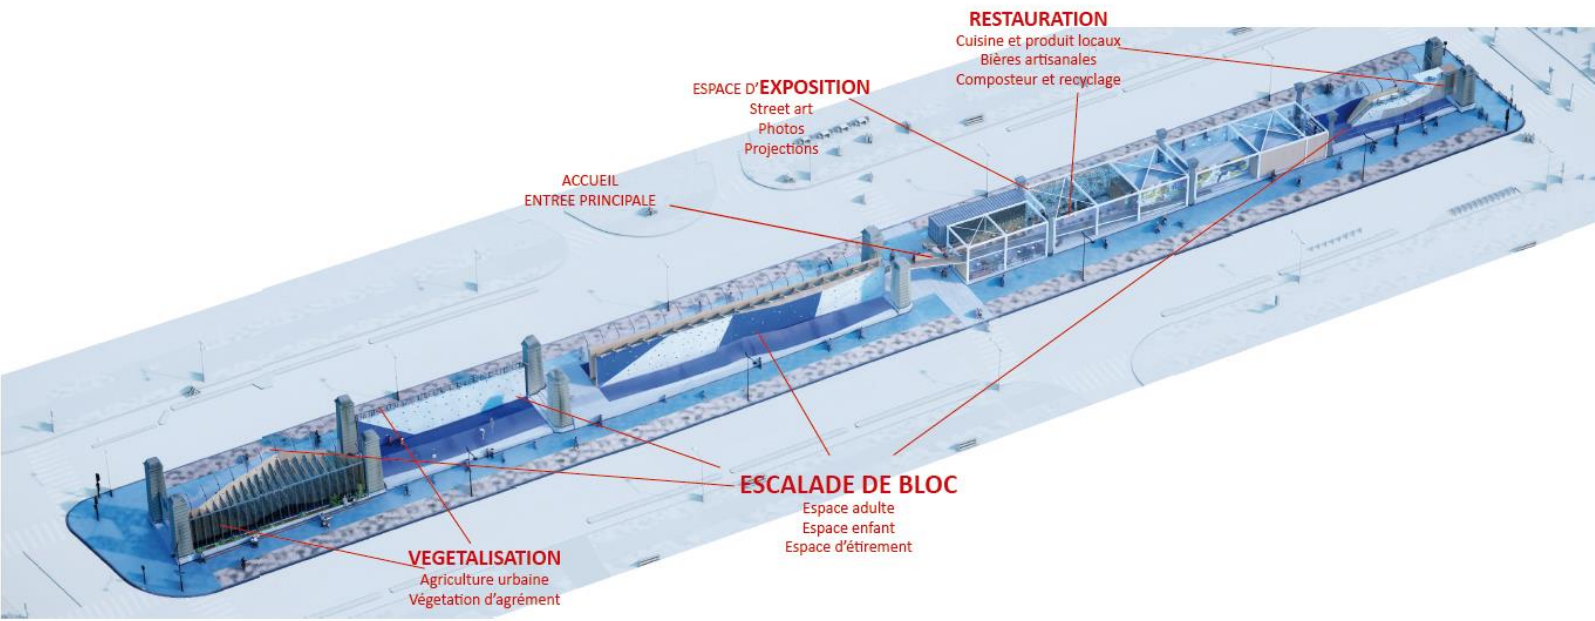 RESTAURATION
Cuisine et produit locaux
Bières artisanales
Composteur et recyclage
ESPACE D'EXPOSITION
Street art
Photos
Projections
ACCUEIL
ENTREE PRINCIPALE
ESCALADE DE BLOC
Espace adulte
Espace enfant
Espace d'étirement
VEGETALISATION
Agriculture urbaine
Végetation d'agrément